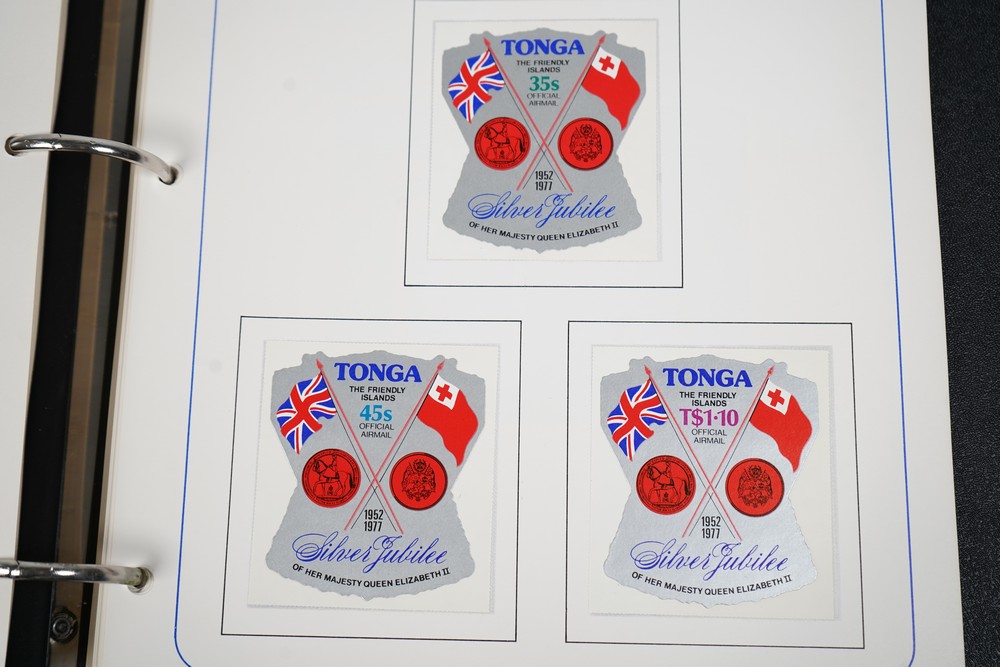 TONGA
THE FRIENDLY
ISLANDS
35s
OFFICIAL
AIRMAIL
1952
1977
Silver Jubilee
OF HER MAJESTY QUEEN ELIZABETH II
TONGA
THE FRIENDLY
ISLANDS
45s
OFFICIAL
AIRMAIL
1952
1977
Silver Jubilee
OF HER MAJESTY QUEEN ELIZABETH II
TONGA
THE FRIENDLY
ISLANDS
T$1·10
OFFICIAL
AIRMAIL
1952
1977
Silver Jubilee
OF HER MAJESTY QUEEN ELIZABETH II